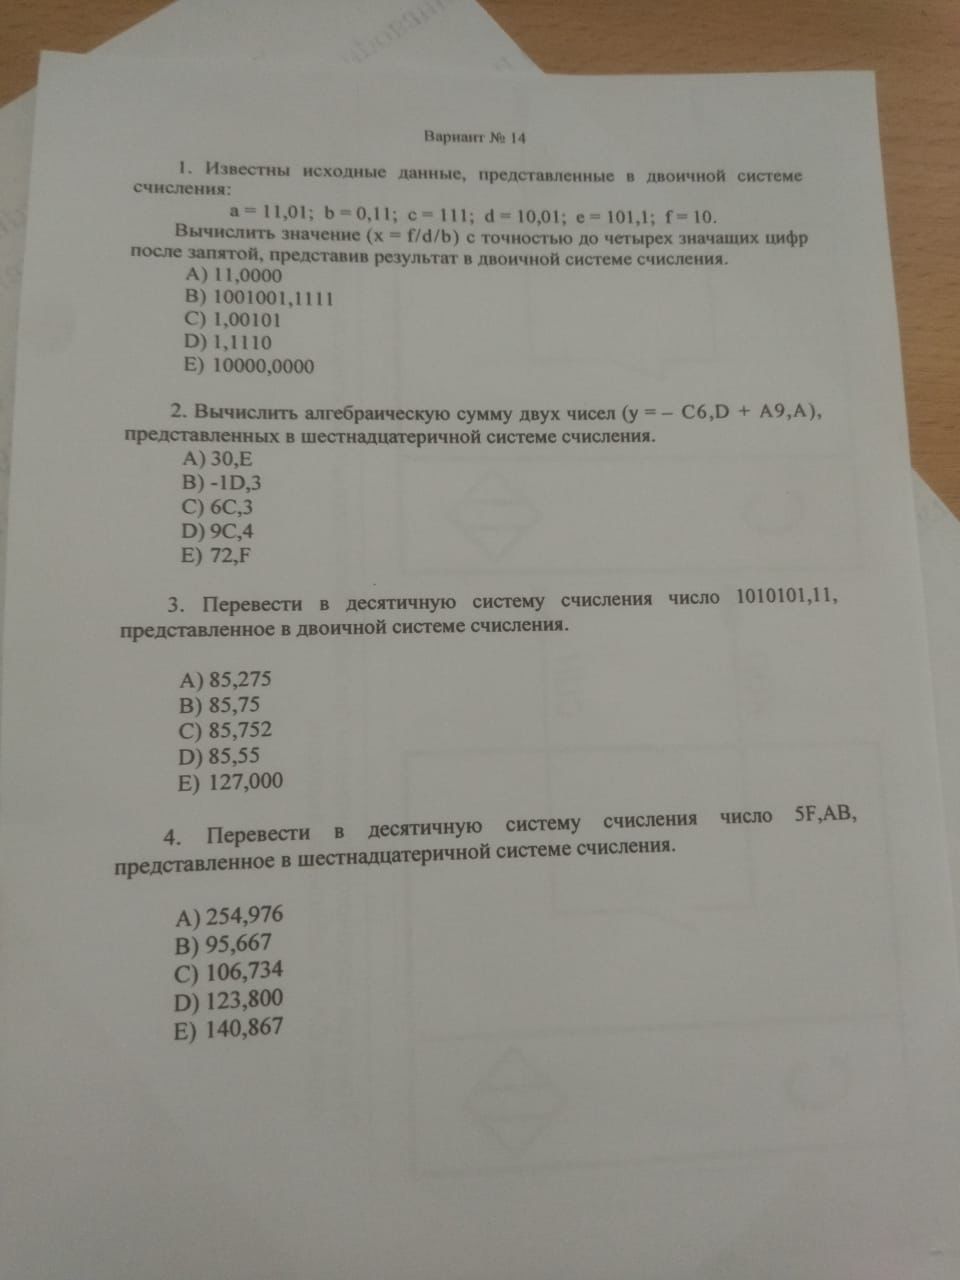 Вариант № 14
1. Известны исходные данные, представленные в двоичной системе
счисления:
a = 11,01; b = 0,11; c = 111; d = 10,01; e = 101,1; f = 10.
Вычислить значение (x = f/d/b) с точностью до четырех значащих цифр
после запятой, представив результат в двоичной системе счисления.
A) 11,0000
B) 1001001,1111
C) 1,00101
D) 1,1110
E) 10000,0000
2. Вычислить алгебраическую сумму двух чисел (y = – C6,D + A9,A),
представленных в шестнадцатеричной системе счисления.
A) 30,E
B) -1D,3
C) 6C,3
D) 9C,4
E) 72,F
3. Перевести в десятичную систему счисления число 1010101,11,
представленное в двоичной системе счисления.
A) 85,275
B) 85,75
C) 85,752
D) 85,55
E) 127,000
4. Перевести в десятичную систему счисления число 5F,AB,
представленное в шестнадцатеричной системе счисления.
A) 254,976
B) 95,667
C) 106,734
D) 123,800
E) 140,867